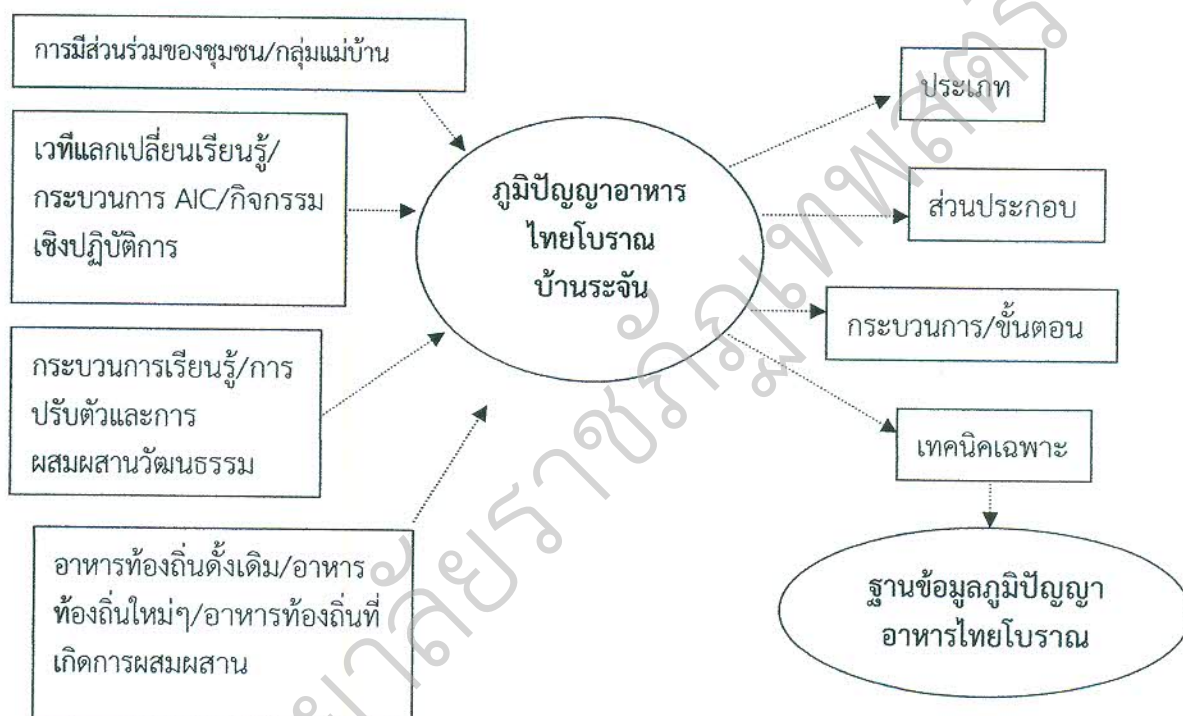 การมีส่วนร่วมของชุมชน/กลุ่มแม่บ้าน
เวทีแลกเปลี่ยนเรียนรู้/
กระบวนการ AIC/กิจกรรม
เชิงปฏิบัติการ
กระบวนการเรียนรู้/การ
ปรับตัวและการ
ผสมผสานวัฒนธรรม
อาหารท้องถิ่นดั้งเดิม/อาหาร
ท้องถิ่นใหม่ๆ/อาหารท้องถิ่นที่
เกิดการผสมผสาน
ภูมิปัญญาอาหาร
ไทยโบราณ
บ้านระจัน
ประเภท
ส่วนประกอบ
กระบวนการ/ขั้นตอน
เทคนิคเฉพาะ
ฐานข้อมูลภูมิปัญญา
อาหารไทยโบราณ